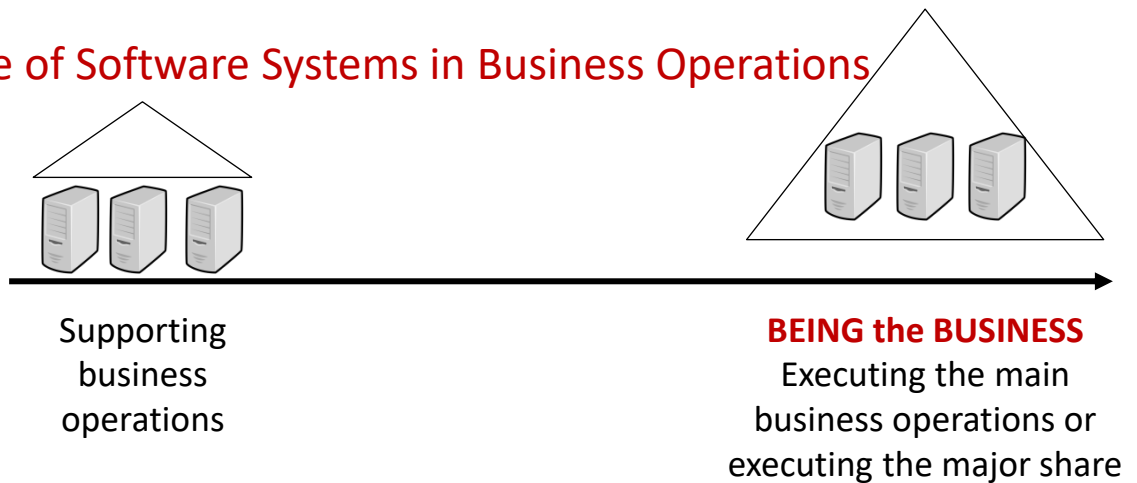 e of Software Systems in Business Operations
Supporting
business
operations
BEING the BUSINESS
Executing the main
business operations or
executing the major share